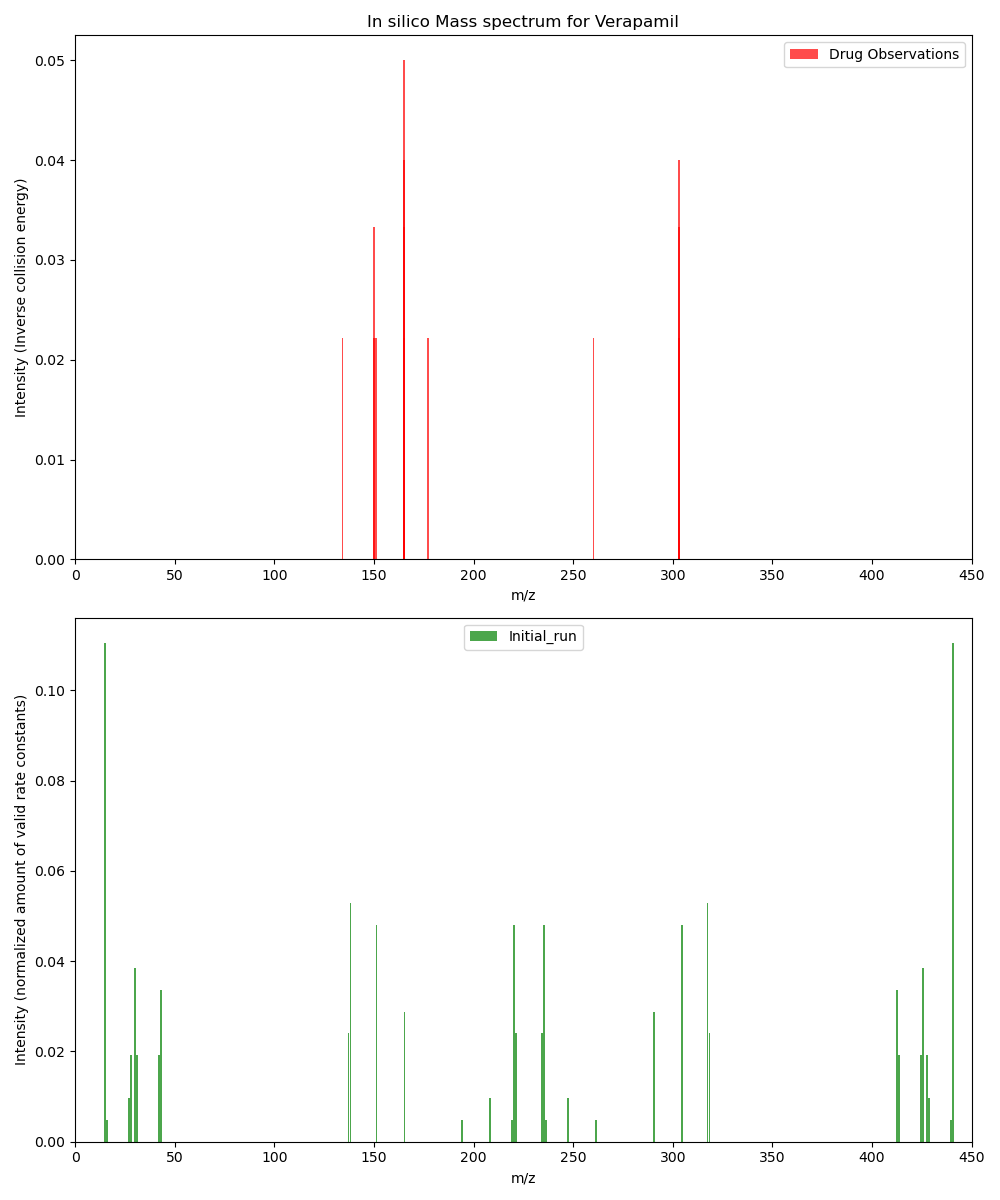 In silico Mass spectrum for Verapamil
Drug Observations
Intensity (Inverse collision energy)
0.05
0.04
0.03
0.02
0.01
0.00
0 50 100 150 200 250 300 350 400 450
m/z
Initial_run
Intensity (normalized amount of valid rate constants)
0.10
0.08
0.06
0.04
0.02
0.00
0 50 100 150 200 250 300 350 400 450
m/z